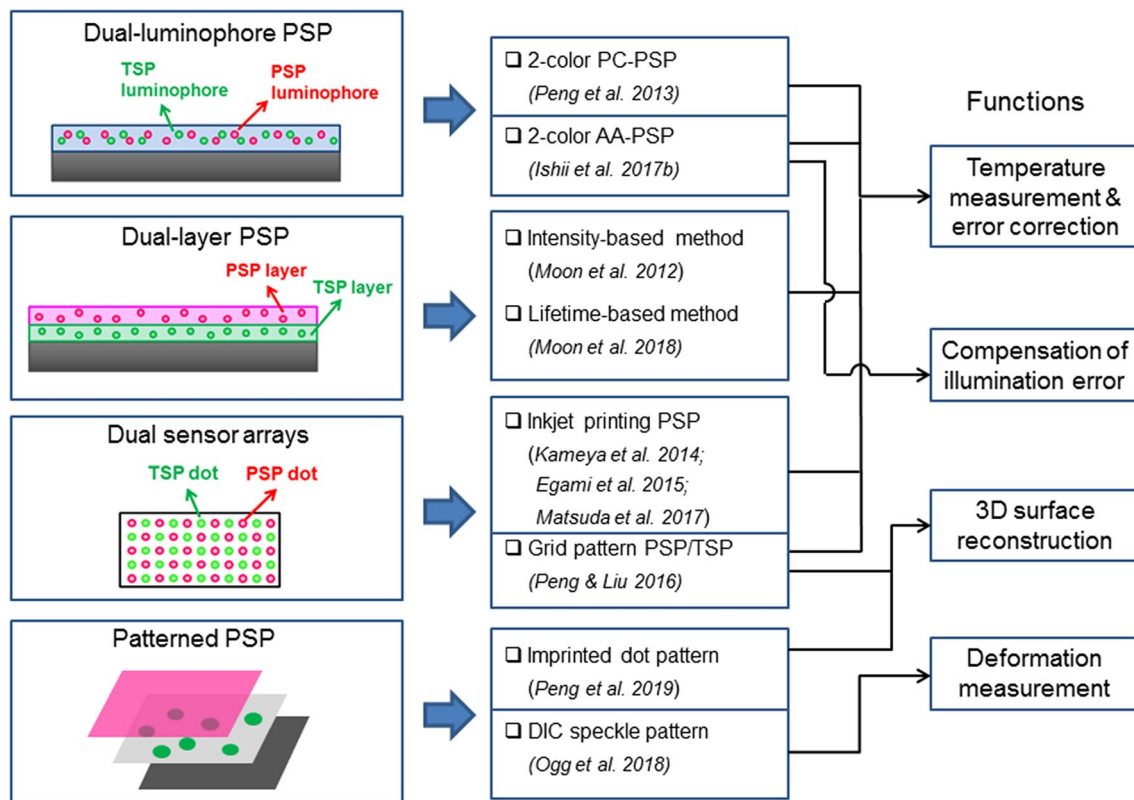 Dual-luminophore PSP
TSP
luminophore
PSP
luminophore
❑ 2-color PC-PSP
(Peng et al. 2013)
❑ 2-color AA-PSP
(Ishii et al. 2017b)
Dual-layer PSP
PSP layer
TSP layer
❑ Intensity-based method
(Moon et al. 2012)
❑ Lifetime-based method
(Moon et al. 2018)
Dual sensor arrays
TSP dot
PSP dot
❑ Inkjet printing PSP
(Kameya et al. 2014;
Egami et al. 2015;
Matsuda et al. 2017)
❑ Grid pattern PSP/TSP
(Peng & Liu 2016)
Patterned PSP
❑ Imprinted dot pattern
(Peng et al. 2019)
❑ DIC speckle pattern
(Ogg et al. 2018)
Functions
Temperature
measurement &
error correction
Compensation of
illumination error
3D surface
reconstruction
Deformation
measurement